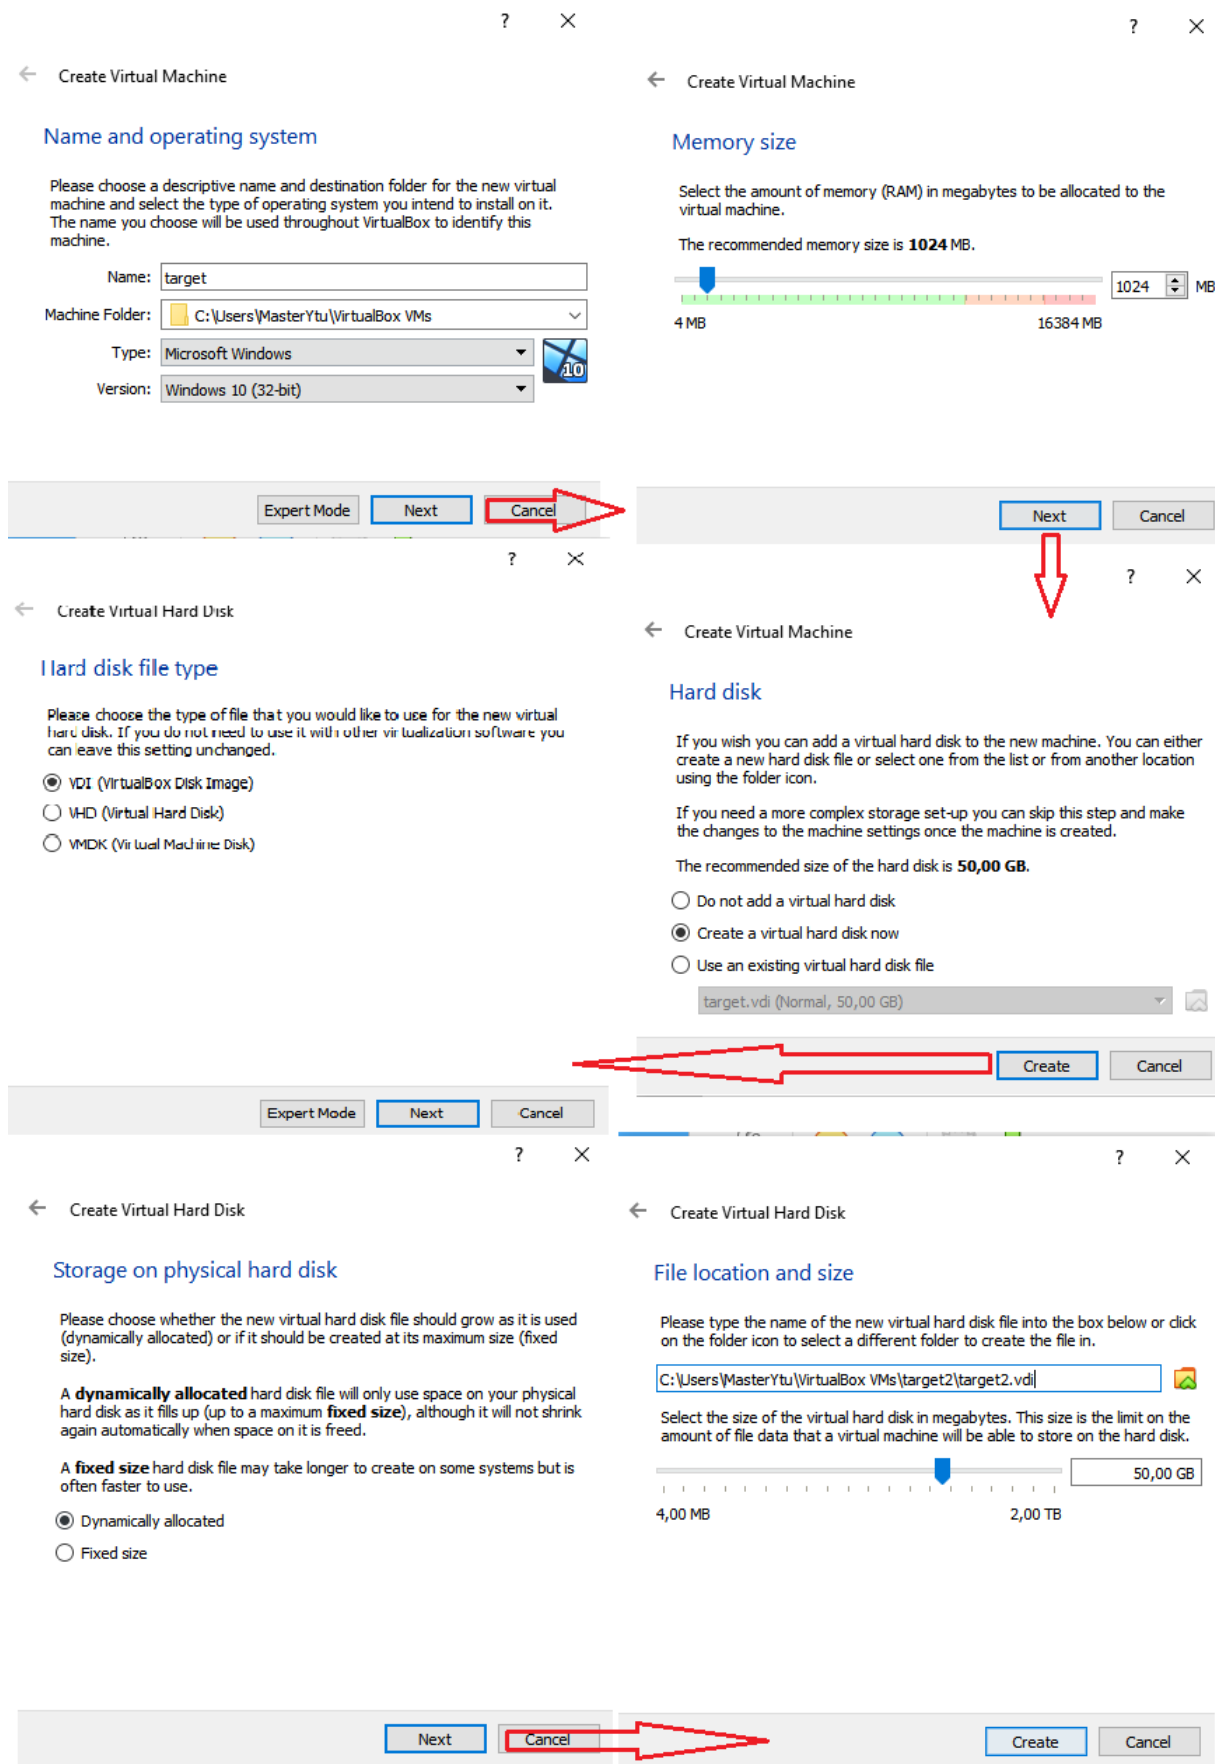 ?
Create Virtual Machine
Name and operating system
Please choose a descriptive name and destination folder for the new virtual
machine and select the type of operating system you intend to install on it.
The name you choose will be used throughout VirtualBox to identify this
machine.
Name: target
Machine Folder: C:\Users\MasterYtu\VirtualBox VMs
Type: Microsoft Windows
10
Version: Windows 10 (32-bit)
Expert Mode Next Cancel
?
Create Virtual Machine
Memory size
Select the amount of memory (RAM) in megabytes to be allocated to the
virtual machine.
The recommended memory size is 1024 MB.
1024 MB
4 MB 16384 MB
Next Cancel
?
Create Virtual Machine
Hard disk
If you wish you can add a virtual hard disk to the new machine. You can either
create a new hard disk file or select one from the list or from another location
using the folder icon.
If you need a more complex storage set-up you can skip this step and make
the changes to the machine settings once the machine is created.
The recommended size of the hard disk is 50,00 GB.
Do not add a virtual hard disk
Create a virtual hard disk now
Use an existing virtual hard disk file
target.vdi (Normal, 50,00 GB)
Create Cancel
?
Create Virtual Hard Disk
Hard disk file type
Please choose the type of file that you would like to use for the new virtual
hard disk. If you do not need to use it with other virtualization software you
can leave this setting unchanged.
VDI (VirtualBox Disk Image)
VHD (Virtual Hard Disk)
VMDK (Virtual Machine Disk)
Expert Mode Next Cancel
?
Create Virtual Hard Disk
Storage on physical hard disk
Please choose whether the new virtual hard disk file should grow as it is used
(dynamically allocated) or if it should be created at its maximum size (fixed
size).
A dynamically allocated hard disk file will only use space on your physical
hard disk as it fills up (up to a maximum fixed size), although it will not shrink
again automatically when space on it is freed.
A fixed size hard disk file may take longer to create on some systems but is
often faster to use.
Dynamically allocated
Fixed size
Next Cancel
?
Create Virtual Hard Disk
File location and size
Please type the name of the new virtual hard disk file into the box below or click
on the folder icon to select a different folder to create the file in.
C:\Users\MasterYtu\VirtualBox VMs\target2\target2.vdi
Select the size of the virtual hard disk in megabytes. This size is the limit on the
amount of file data that a virtual machine will be able to store on the hard disk.
50,00 GB
4,00 MB 2,00 TB
Create Cancel